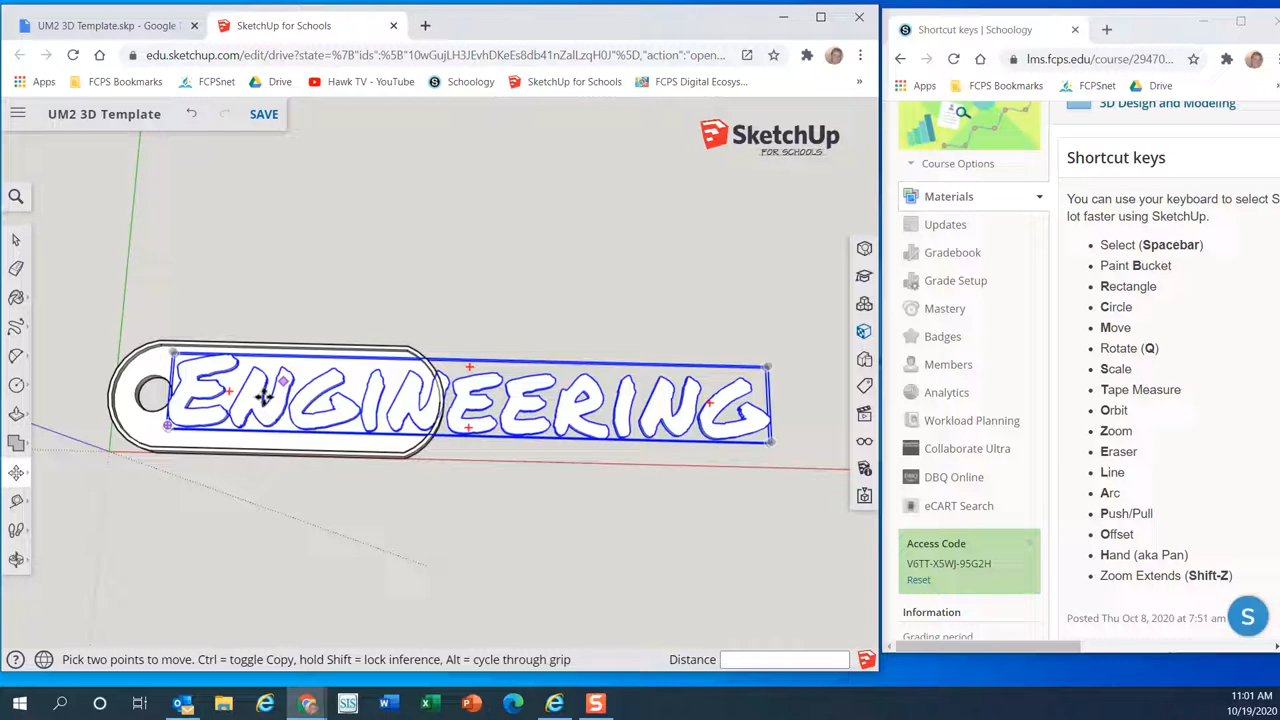 UM2 3D Template.skp - Google
SketchUp for Schools
Shortcut keys | Schoology
edu.sketchup.com/edit/drive?state=%7B"ids"%5B"10wGujLH3JEvhDKeEs8db41nZalLzqH0J"%5D,"action":"open...
lms.fcps.edu/course/29470...
Apps
FCPS Bookmarks
FCPSnet
Drive
Hawk TV - YouTube
Schoology
SketchUp for Schools
FCPS Digital Ecosys...
Apps
FCPS Bookmarks
FCPSnet
Drive
UM2 3D Template
SAVE
SketchUp
FOR SCHOOLS
ENGINEERING
3D Design and Modeling
Course Options
Materials
Updates
Gradebook
Grade Setup
Mastery
Badges
Members
Analytics
Workload Planning
Collaborate Ultra
DBQ Online
eCART Search
Access Code
V6TT-X5WJ-95G2H
Reset
Information
Grading period
Shortcut keys
You can use your keyboard to select S
lot faster using SketchUp.
Select (Spacebar)
Paint Bucket
Rectangle
Circle
Move
Rotate (Q)
Scale
Tape Measure
Orbit
Zoom
Eraser
Line
Arc
Push/Pull
Offset
Hand (aka Pan)
Zoom Extends (Shift-Z)
Posted Thu Oct 8, 2020 at 7:51 am
S
Pick two points to move. Ctrl = toggle Copy, hold Shift = lock inference, Alt = cycle through grip
Distance
11:01 AM
10/19/2020